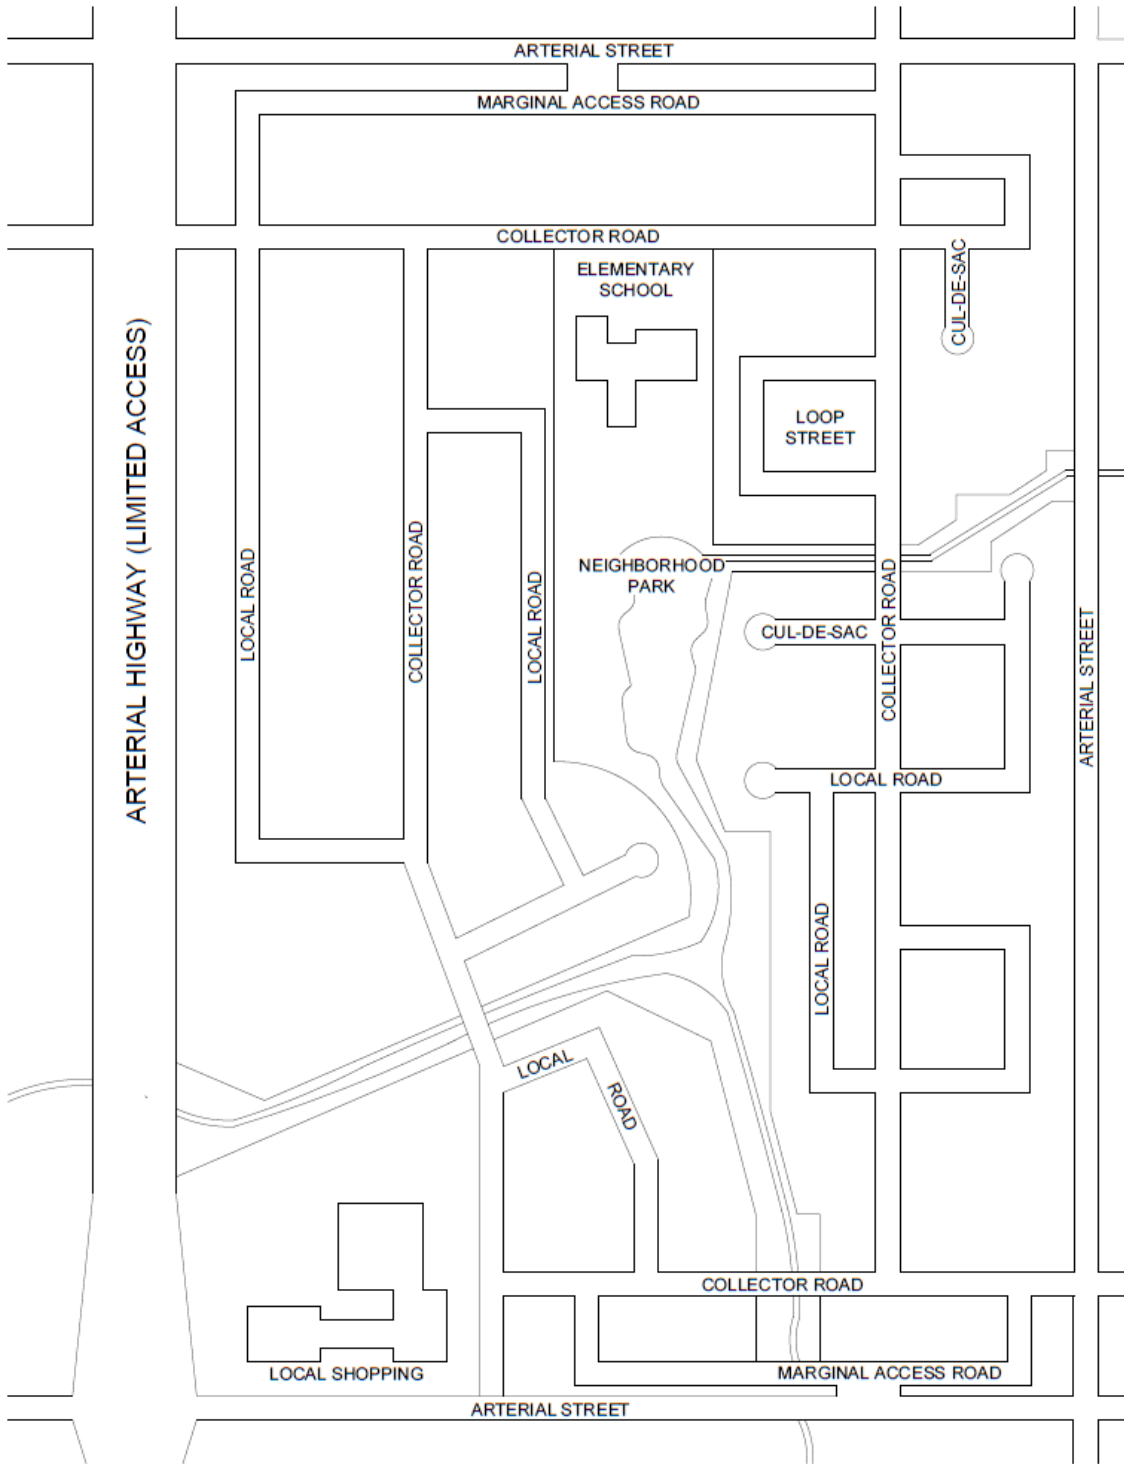 ARTERIAL STREET
MARGINAL ACCESS ROAD
COLLECTOR ROAD
ELEMENTARY
SCHOOL
CUL-DE-SAC
ARTERIAL HIGHWAY (LIMITED ACCESS)
LOOP
STREET
LOCAL ROAD
COLLECTOR ROAD
LOCAL ROAD
NEIGHBORHOOD
PARK
CUL-DE-SAC
COLLECTOR ROAD
ARTERIAL STREET
LOCAL ROAD
LOCAL ROAD
LOCAL
ROAD
COLLECTOR ROAD
LOCAL SHOPPING
MARGINAL ACCESS ROAD
ARTERIAL STREET